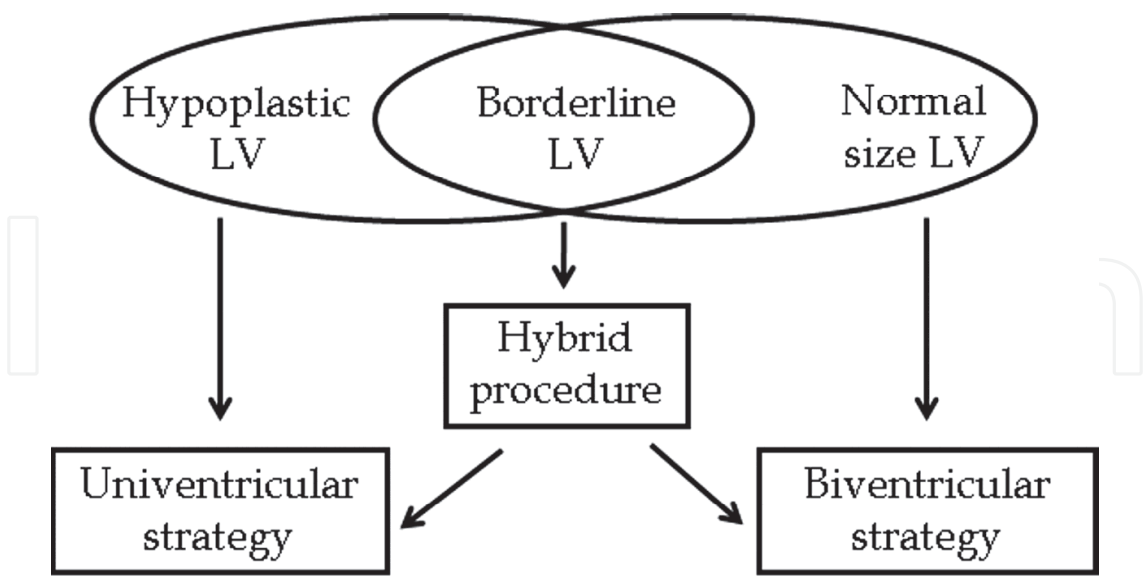 Hypoplastic
LV
Borderline
LV
Normal
size LV
Hybrid
procedure
Univentricular
strategy
Biventricular
strategy